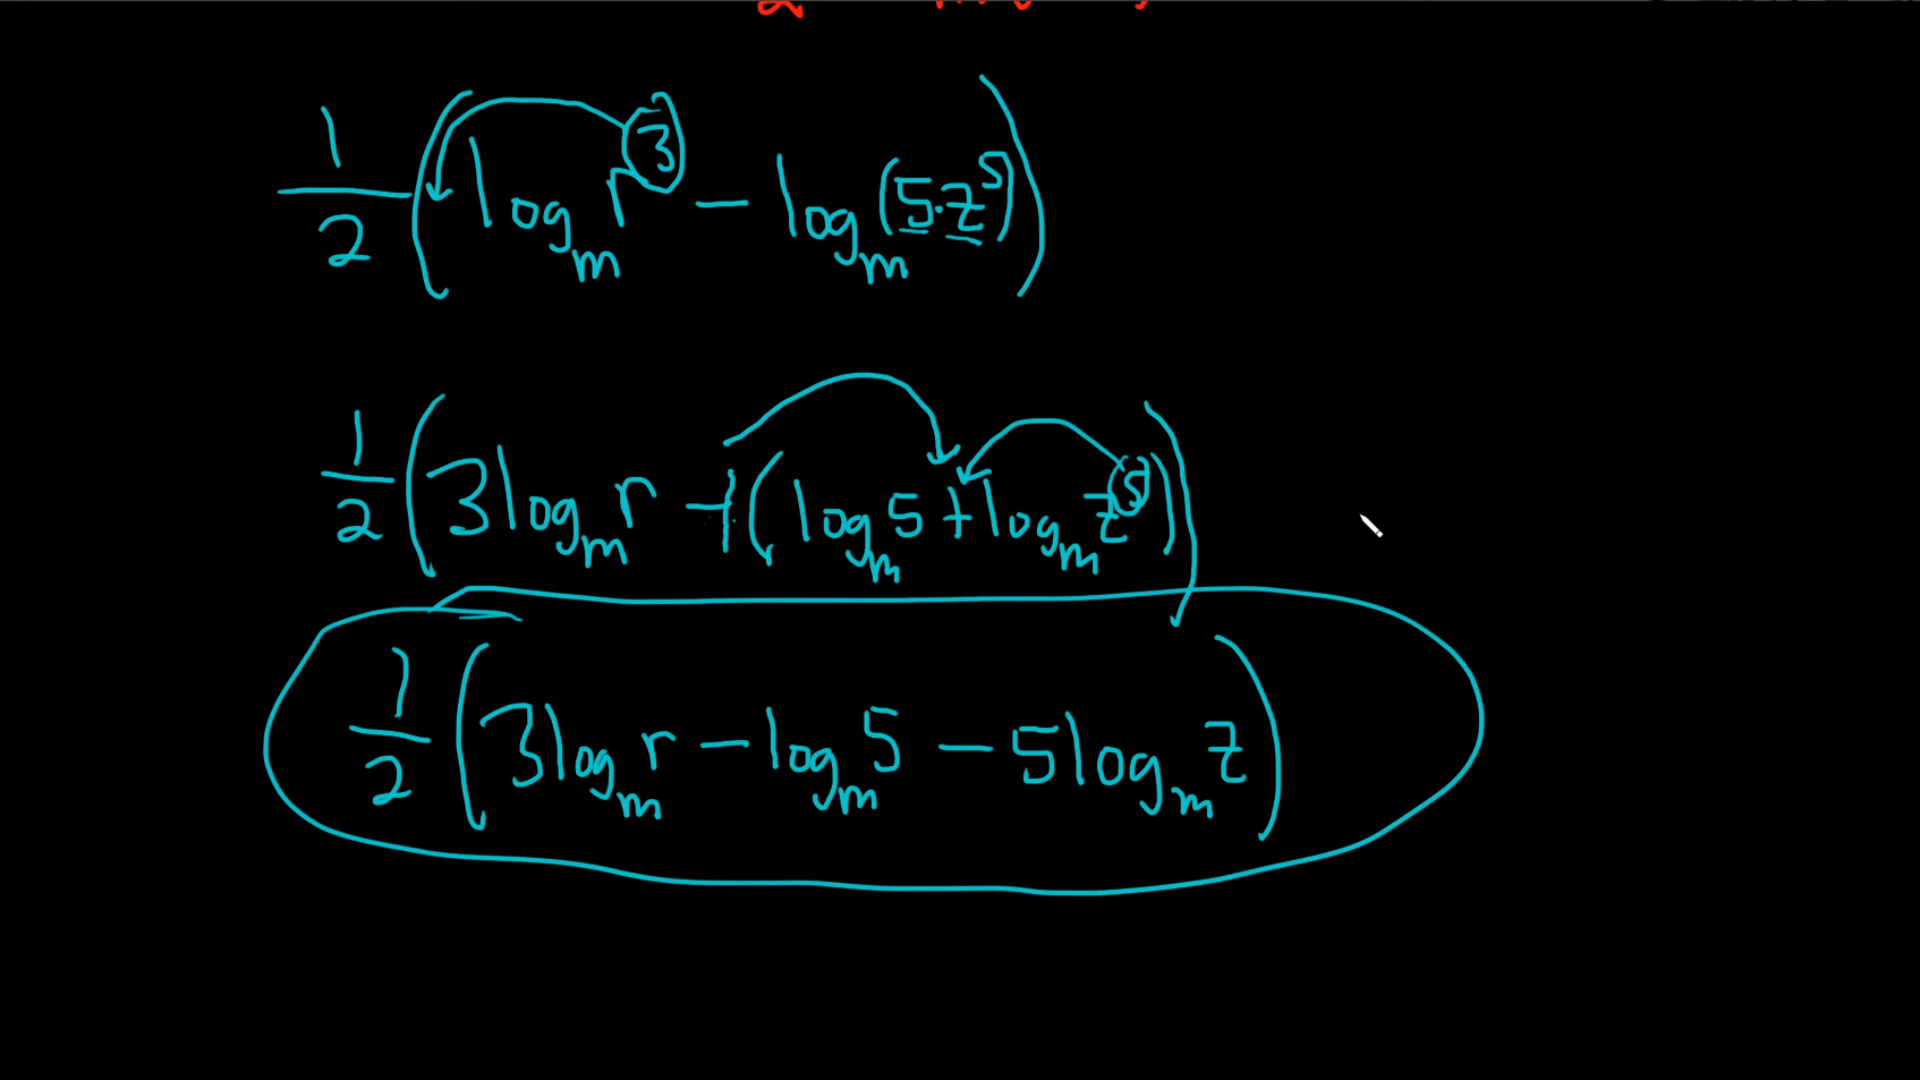 1/2 (log_m r^3 - log_m (5·z^5))
1/2 (3 log_m r - 1 (log_m 5 + log_m z^5))
1/2 (3 log_m r - log_m 5 - 5 log_m z)